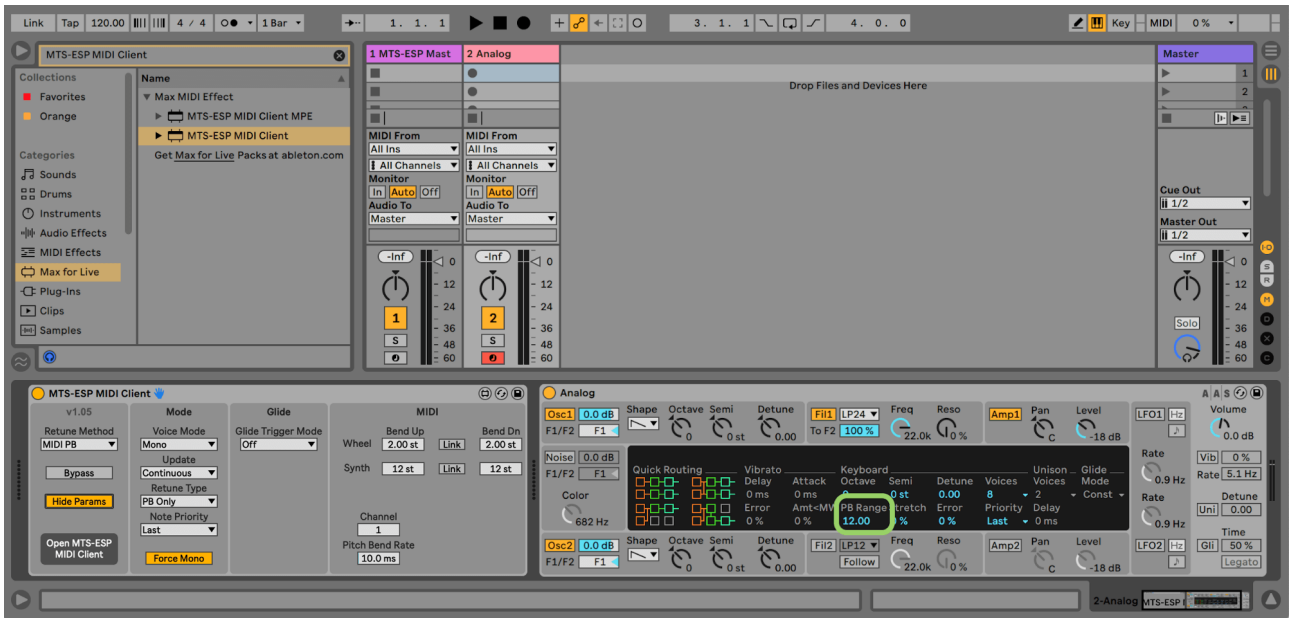 Link Tap 120.00 4 / 4 1 Bar 1. 1. 1 3. 1. 1 4. 0. 0 Key MIDI 0 %
MTS-ESP MIDI Client
Collections
Favorites
Orange
Categories
Sounds
Drums
Instruments
Audio Effects
MIDI Effects
Max for Live
Plug-Ins
Clips
Samples
Name
Max MIDI Effect
MTS-ESP MIDI Client MPE
MTS-ESP MIDI Client
Get Max for Live Packs at ableton.com
1 MTS-ESP Mast
MIDI From
All Ins
All Channels
Monitor
In Auto Off
Audio To
Master
-Inf 0
12
24
1 36
S 48
60
2 Analog
MIDI From
All Ins
All Channels
Monitor
In Auto Off
Audio To
Master
-Inf 0
12
24
2 36
S 48
60
Drop Files and Devices Here
Master
1
2
Cue Out
1/2
Master Out
1/2
-Inf 0
12
24
Solo 36
48
60
I·O
S
R
M
D
X
C
MTS-ESP MIDI Client
v1.05
Retune Method
MIDI PB
Bypass
Hide Params
Open MTS-ESP
MIDI Client
Mode
Voice Mode
Mono
Update
Continuous
Retune Type
PB Only
Note Priority
Last
Force Mono
Glide
Glide Trigger Mode
Off
MIDI
Bend Up Bend Dn
Wheel 2.00 st Link 2.00 st
Synth 12 st Link 12 st
Channel
1
Pitch Bend Rate
10.0 ms
Analog
A A S
Osc1 0.0 dB Shape Octave Semi Detune Fil1 LP24 Freq Reso Amp1 Pan Level LFO1 Hz Volume
F1/F2 F1 0 0 st 0.00 To F2 100 % 22.0k 0 % C -18 dB 0.0 dB
Noise 0.0 dB
F1/F2 F1
Color
682 Hz
Quick Routing Vibrato Keyboard Unison Glide
Delay Attack Octave Semi Detune Voices Voices Mode
0 ms 0 ms 0 0 st 0.00 8 2 Const
Error Amt<MW PB Range Stretch Error Priority Delay
0 % 0 % 12.00 0 % 0 % Last 0 ms
Rate
0.9 Hz
Rate
0.9 Hz
Vib 0 %
Rate 5.1 Hz
Detune
Uni 0.00
Time
Gli 50 %
Legato
Osc2 0.0 dB Shape Octave Semi Detune Fil2 LP12 Freq Reso Amp2 Pan Level LFO2 Hz
F1/F2 F1 0 0 st 0.00 Follow 22.0k 0 % C -18 dB
2-Analog MTS-ESP